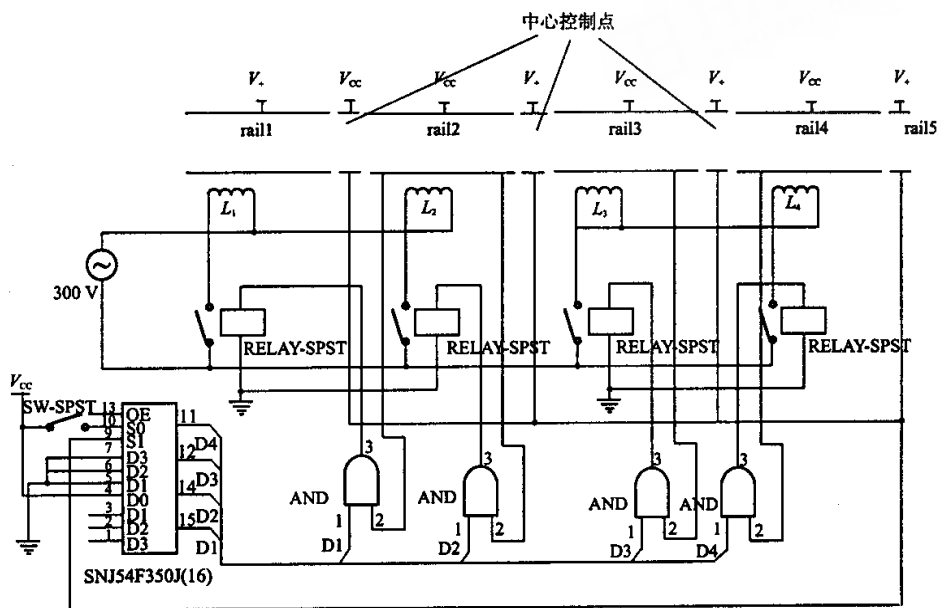 中心控制点
V₊ Vcc Vcc V₊ Vcc V₊ Vcc V₊
rail1 rail2 rail3 rail4 rail5
L₁ L₂ L₃ L₄
300 V
RELAY-SPST RELAY-SPST RELAY-SPST RELAY-SPST
Vcc
SW-SPST
13 OE 11
10 S0
9 S1 D4
7 D3 12
6 D2 D3
5 D1 14
4 D0 D2
3 D1 15
2 D2 D1
1 D3
SNJ54F350J(16)
3 3 3 3
AND AND AND AND
1 2 1 2 1 2 1 2
D1 D2 D3 D4